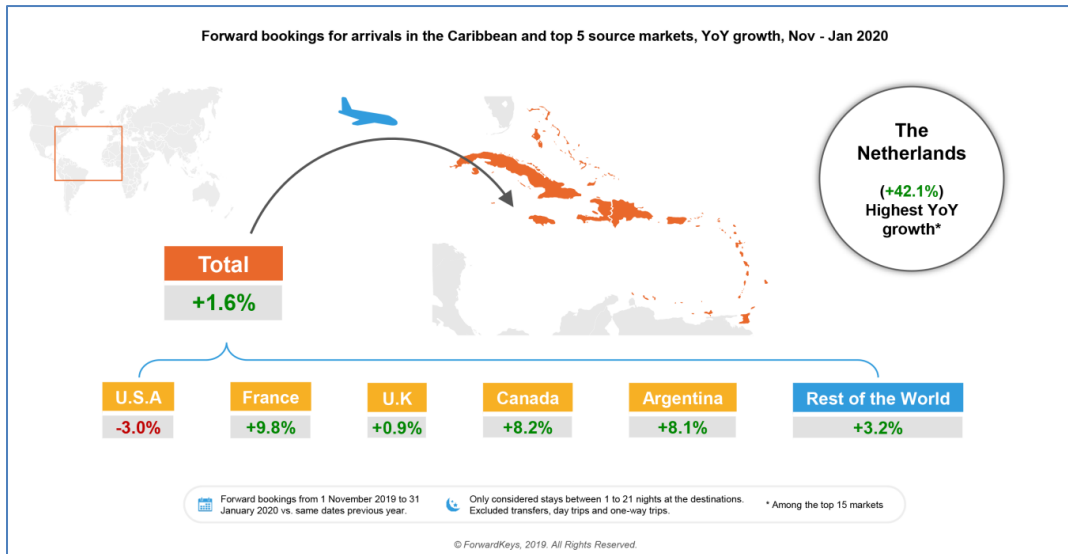 Forward bookings for arrivals in the Caribbean and top 5 source markets, YoY growth, Nov - Jan 2020
The
Netherlands
(+42.1%)
Highest YoY
growth*
Total
+1.6%
U.S.A
-3.0%
France
+9.8%
U.K
+0.9%
Canada
+8.2%
Argentina
+8.1%
Rest of the World
+3.2%
Forward bookings from 1 November 2019 to 31
January 2020 vs. same dates previous year.
Only considered stays between 1 to 21 nights at the destinations.
Excluded transfers, day trips and one-way trips.
* Among the top 15 markets
© ForwardKeys, 2019. All Rights Reserved.